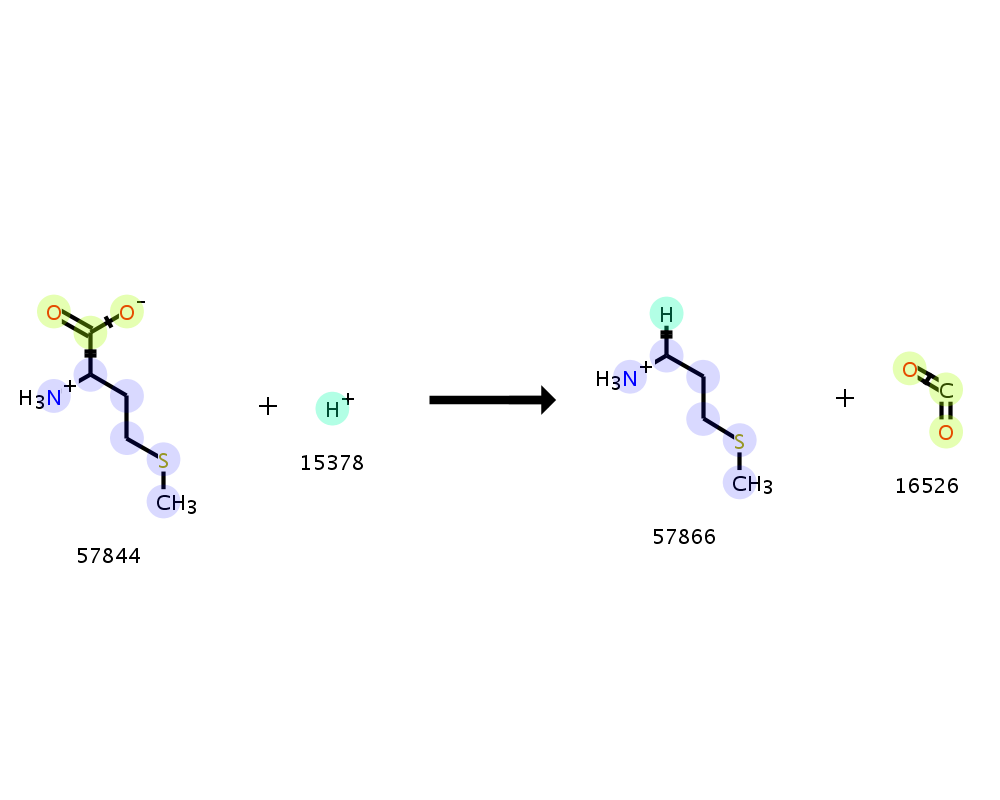 O O⁻
H₃N⁺
S
CH₃
57844
+
H⁺
15378
H
H₃N⁺
S
CH₃
57866
+
O
C
O
16526